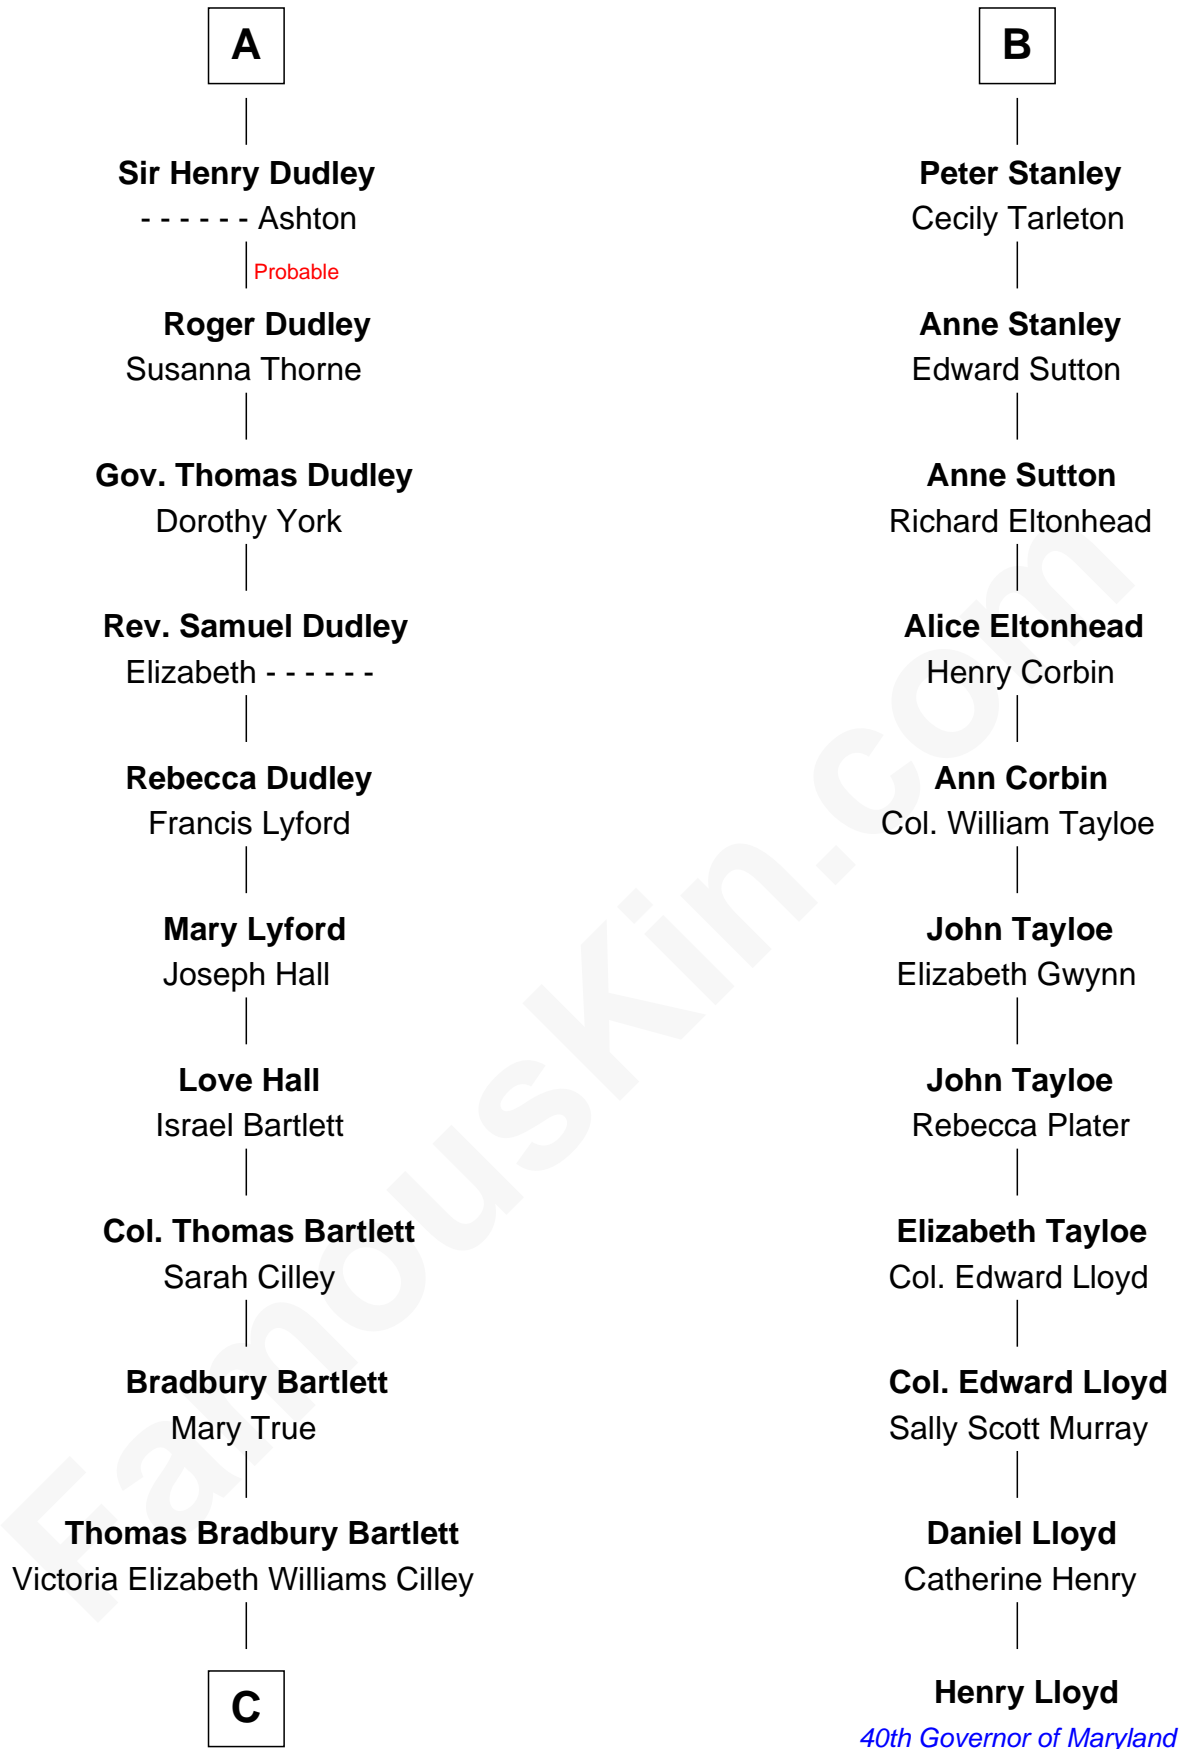 A
Sir Henry Dudley
- - - - - - Ashton
Probable
Roger Dudley
Susanna Thorne
Gov. Thomas Dudley
Dorothy York
Rev. Samuel Dudley
Elizabeth - - - - - -
Rebecca Dudley
Francis Lyford
Mary Lyford
Joseph Hall
Love Hall
Israel Bartlett
Col. Thomas Bartlett
Sarah Cilley
Bradbury Bartlett
Mary True
Thomas Bradbury Bartlett
Victoria Elizabeth Williams Cilley
C
B
Peter Stanley
Cecily Tarleton
Anne Stanley
Edward Sutton
Anne Sutton
Richard Eltonhead
Alice Eltonhead
Henry Corbin
Ann Corbin
Col. William Tayloe
John Tayloe
Elizabeth Gwynn
John Tayloe
Rebecca Plater
Elizabeth Tayloe
Col. Edward Lloyd
Col. Edward Lloyd
Sally Scott Murray
Daniel Lloyd
Catherine Henry
Henry Lloyd
40th Governor of Maryland
FamousKin.com